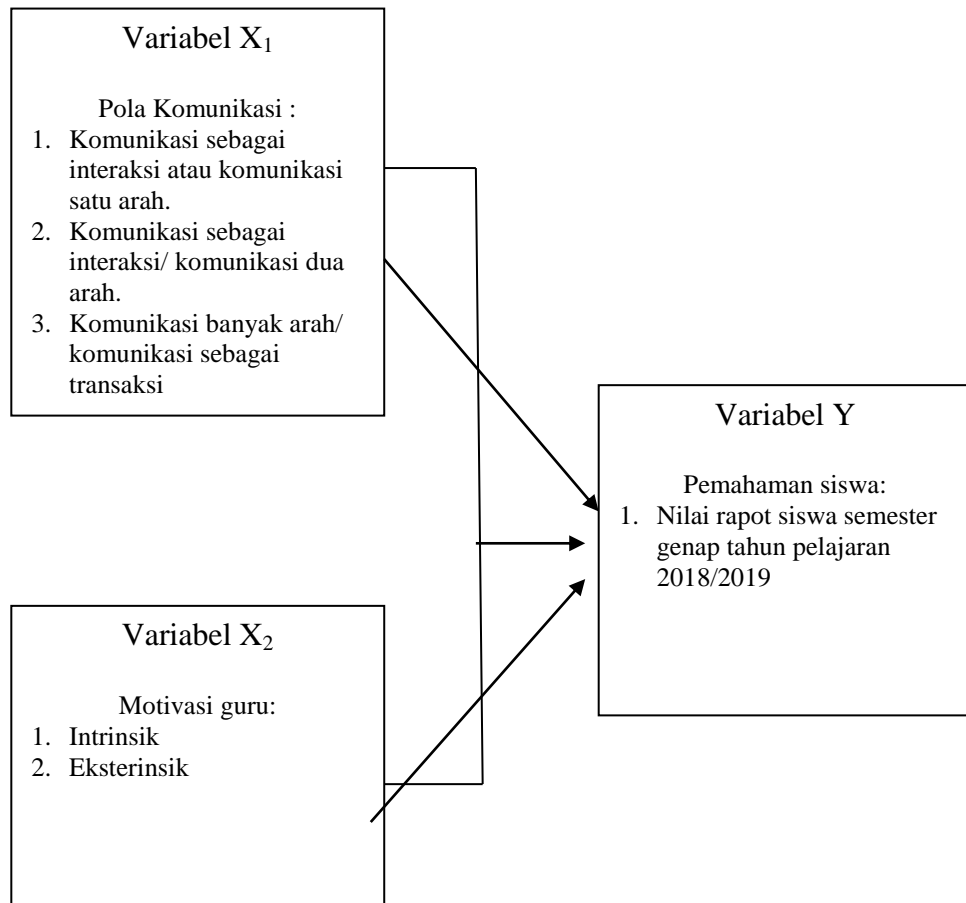 Variabel X₁
Pola Komunikasi :
1. Komunikasi sebagai
interaksi atau komunikasi
satu arah.
2. Komunikasi sebagai
interaksi/ komunikasi dua
arah.
3. Komunikasi banyak arah/
komunikasi sebagai
transaksi
Variabel Y
Pemahaman siswa:
1. Nilai rapot siswa semester
genap tahun pelajaran
2018/2019
Variabel X₂
Motivasi guru:
1. Intrinsik
2. Eksterinsik